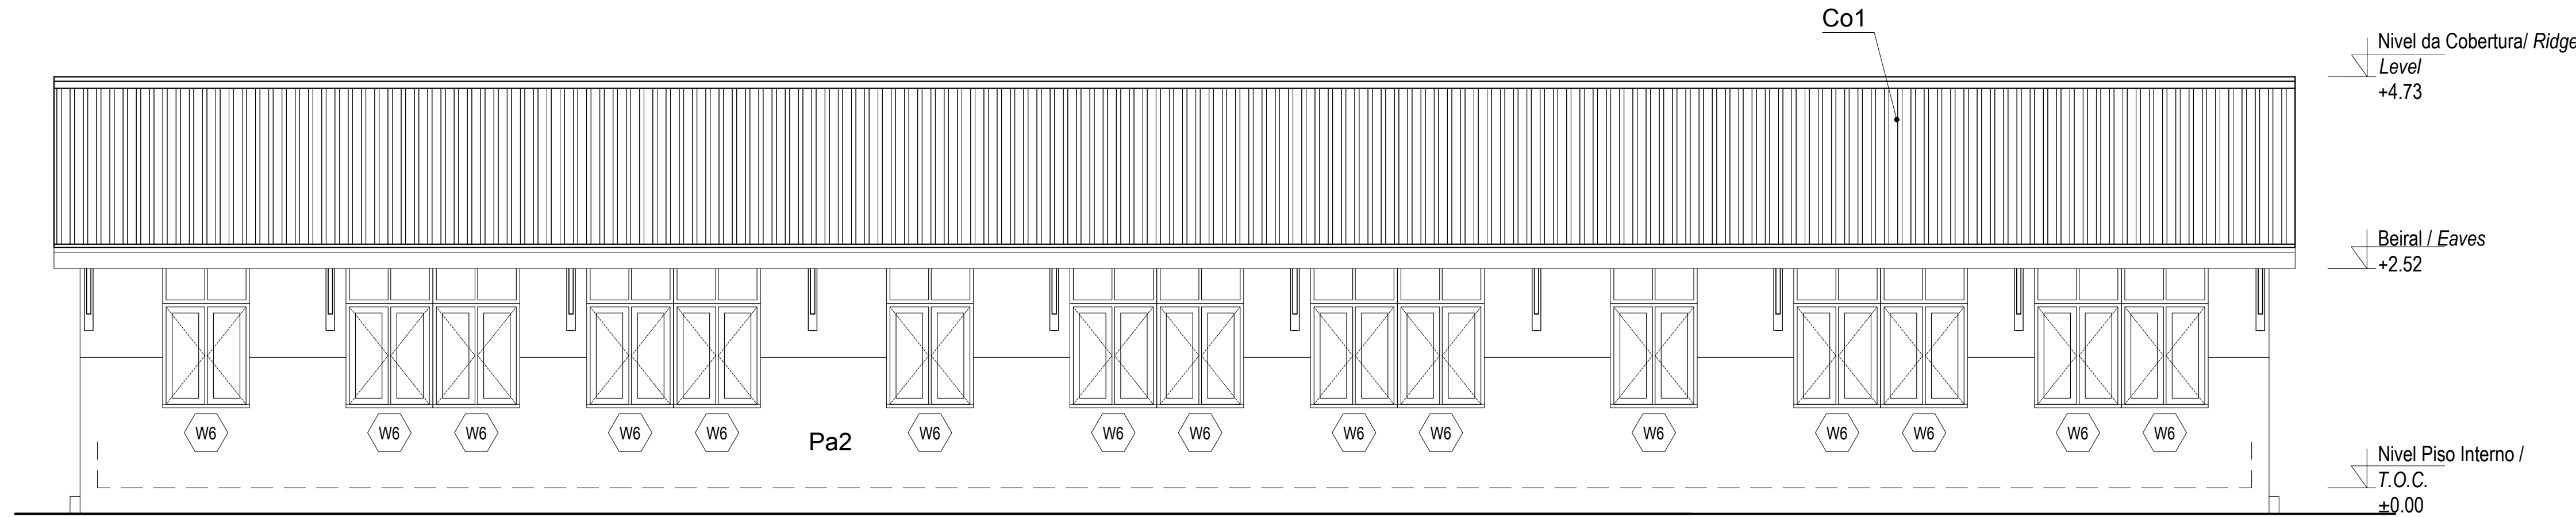 Co1
Nivel da Cobertura/ Ridge
Level
+4.73
Beiral / Eaves
+2.52
W6 W6 W6 W6 W6 W6 W6 W6 W6 W6 W6 W6 W6 W6 W6
Pa2
Nivel Piso Interno /
T.O.C.
±0.00